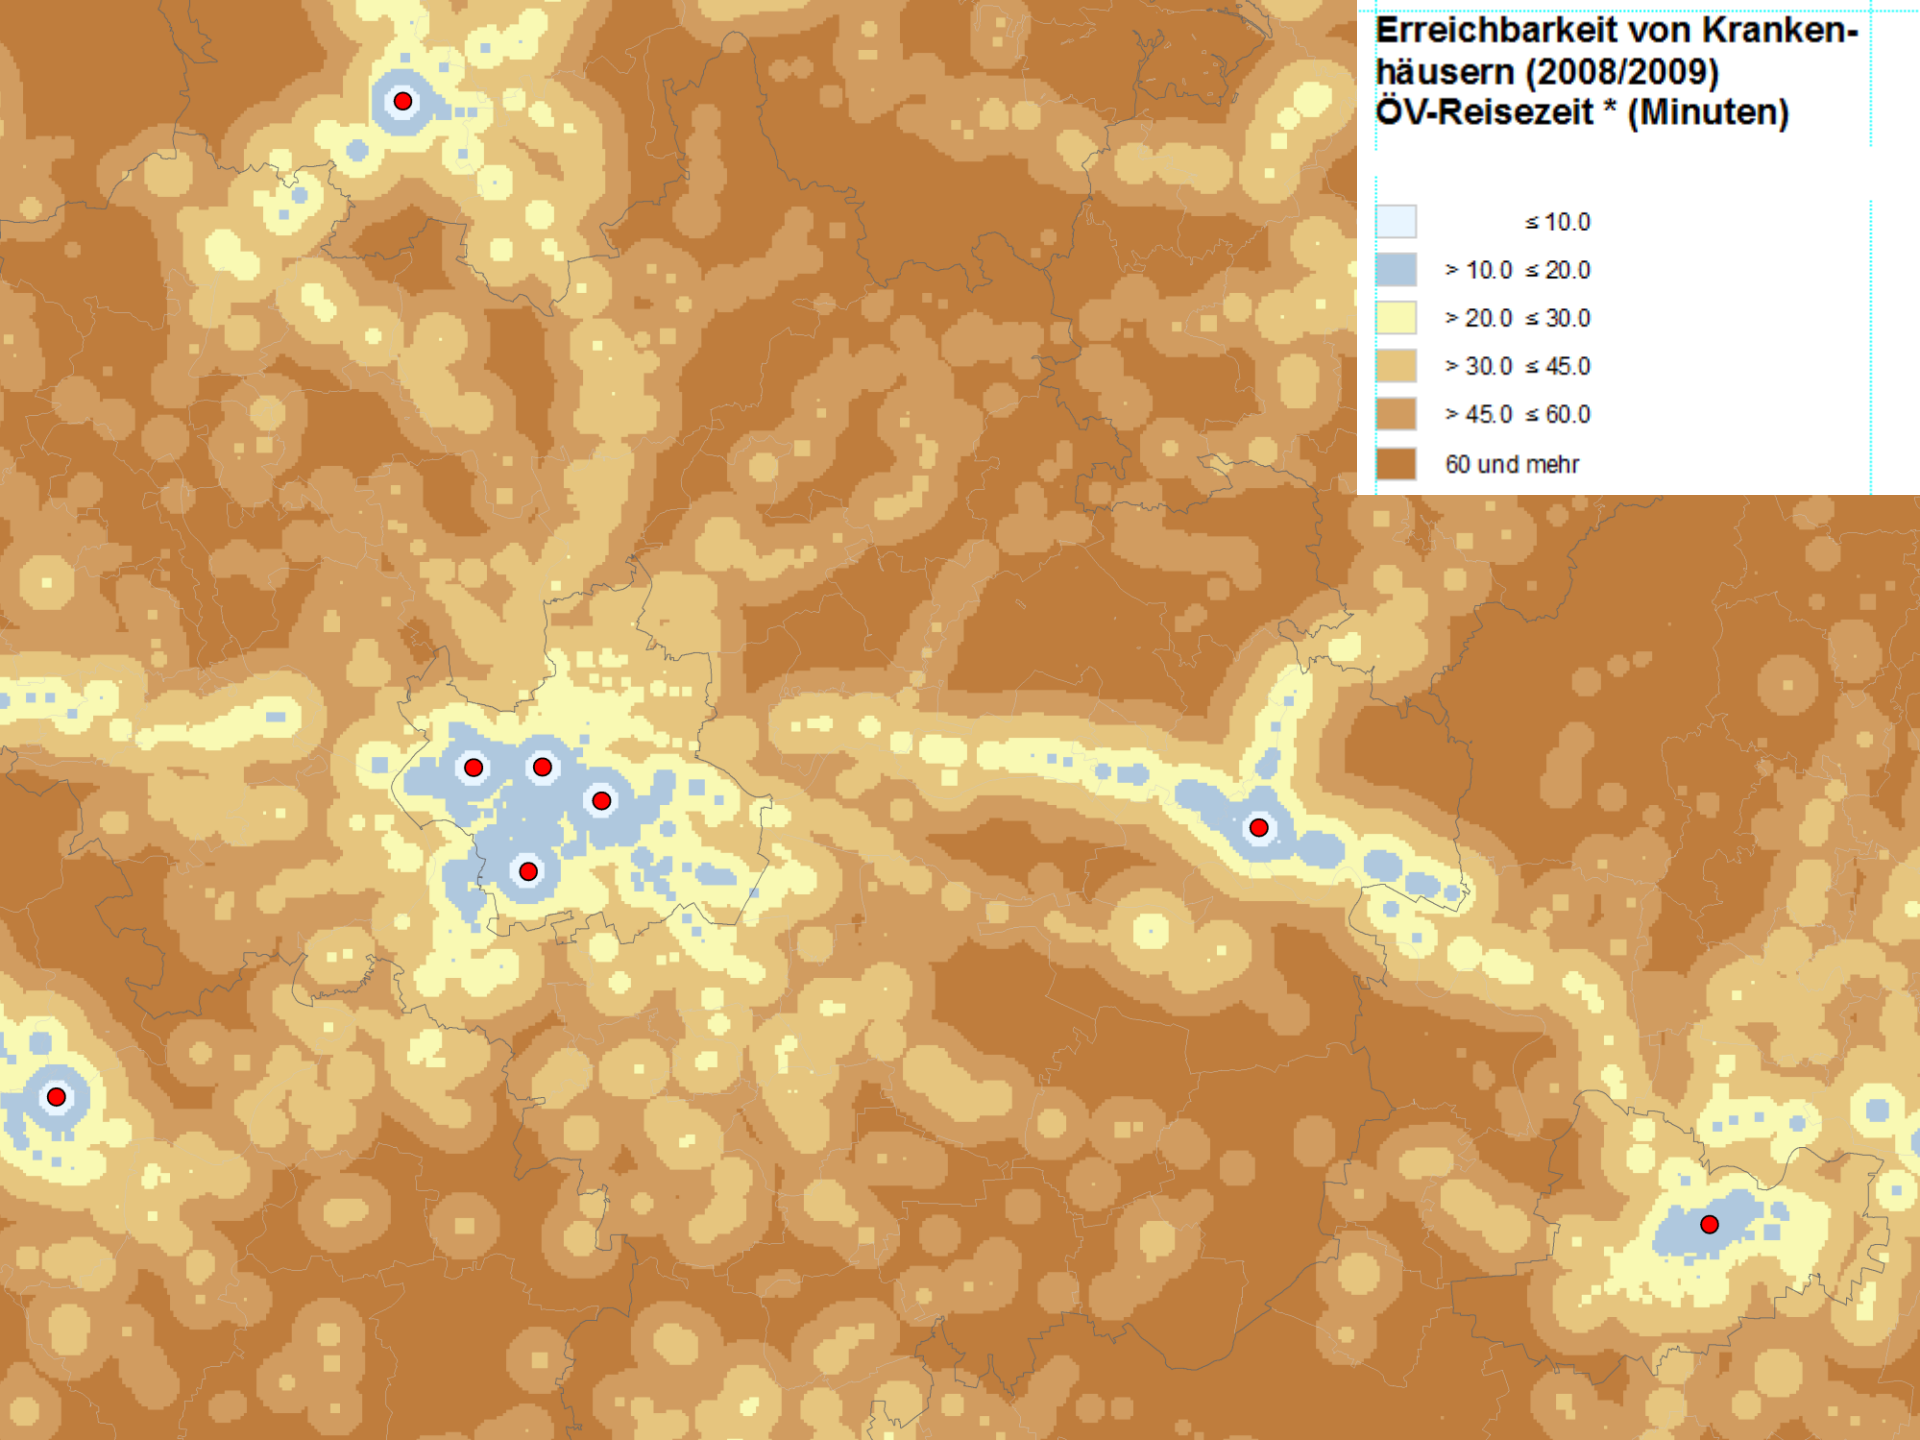 Erreichbarkeit von Kranken-
häusern (2008/2009)
ÖV-Reisezeit * (Minuten)
≤ 10.0
> 10.0 ≤ 20.0
> 20.0 ≤ 30.0
> 30.0 ≤ 45.0
> 45.0 ≤ 60.0
60 und mehr